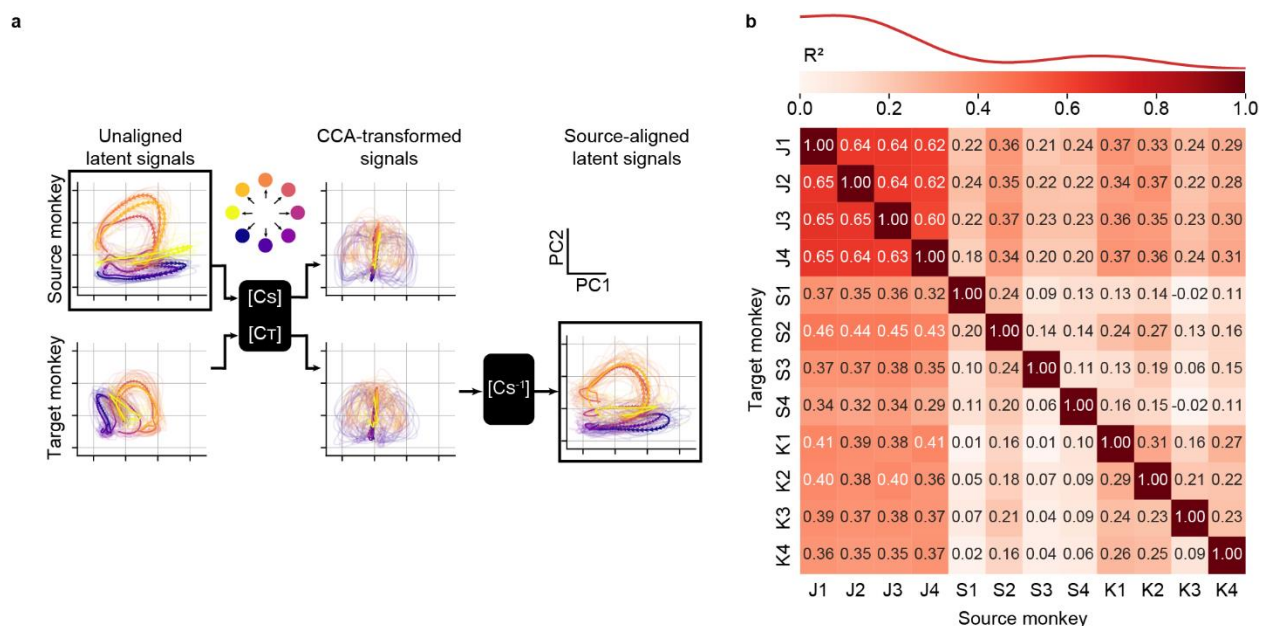 a
Unaligned
latent signals
CCA-transformed
signals
Source-aligned
latent signals
Source monkey
Target monkey
[Cs]
[CT]
PC2
PC1
[Cs⁻¹]
b
R²
0.0 0.2 0.4 0.6 0.8 1.0
Target monkey
J1 1.00 0.64 0.64 0.62 0.22 0.36 0.21 0.24 0.37 0.33 0.24 0.29
J2 0.65 1.00 0.64 0.62 0.24 0.35 0.22 0.22 0.34 0.37 0.22 0.28
J3 0.65 0.65 1.00 0.60 0.22 0.37 0.23 0.23 0.36 0.35 0.23 0.30
J4 0.65 0.64 0.63 1.00 0.18 0.34 0.20 0.20 0.37 0.36 0.24 0.31
S1 0.37 0.35 0.36 0.32 1.00 0.24 0.09 0.13 0.13 0.14 -0.02 0.11
S2 0.46 0.44 0.45 0.43 0.20 1.00 0.14 0.14 0.24 0.27 0.13 0.16
S3 0.37 0.37 0.38 0.35 0.10 0.24 1.00 0.11 0.13 0.19 0.06 0.15
S4 0.34 0.32 0.34 0.29 0.11 0.20 0.06 1.00 0.16 0.15 -0.02 0.11
K1 0.41 0.39 0.38 0.41 0.01 0.16 0.01 0.10 1.00 0.31 0.16 0.27
K2 0.40 0.38 0.40 0.36 0.05 0.18 0.07 0.09 0.29 1.00 0.21 0.22
K3 0.39 0.37 0.38 0.37 0.07 0.21 0.04 0.09 0.24 0.23 1.00 0.23
K4 0.36 0.35 0.35 0.37 0.02 0.16 0.04 0.06 0.26 0.25 0.09 1.00
J1 J2 J3 J4 S1 S2 S3 S4 K1 K2 K3 K4
Source monkey